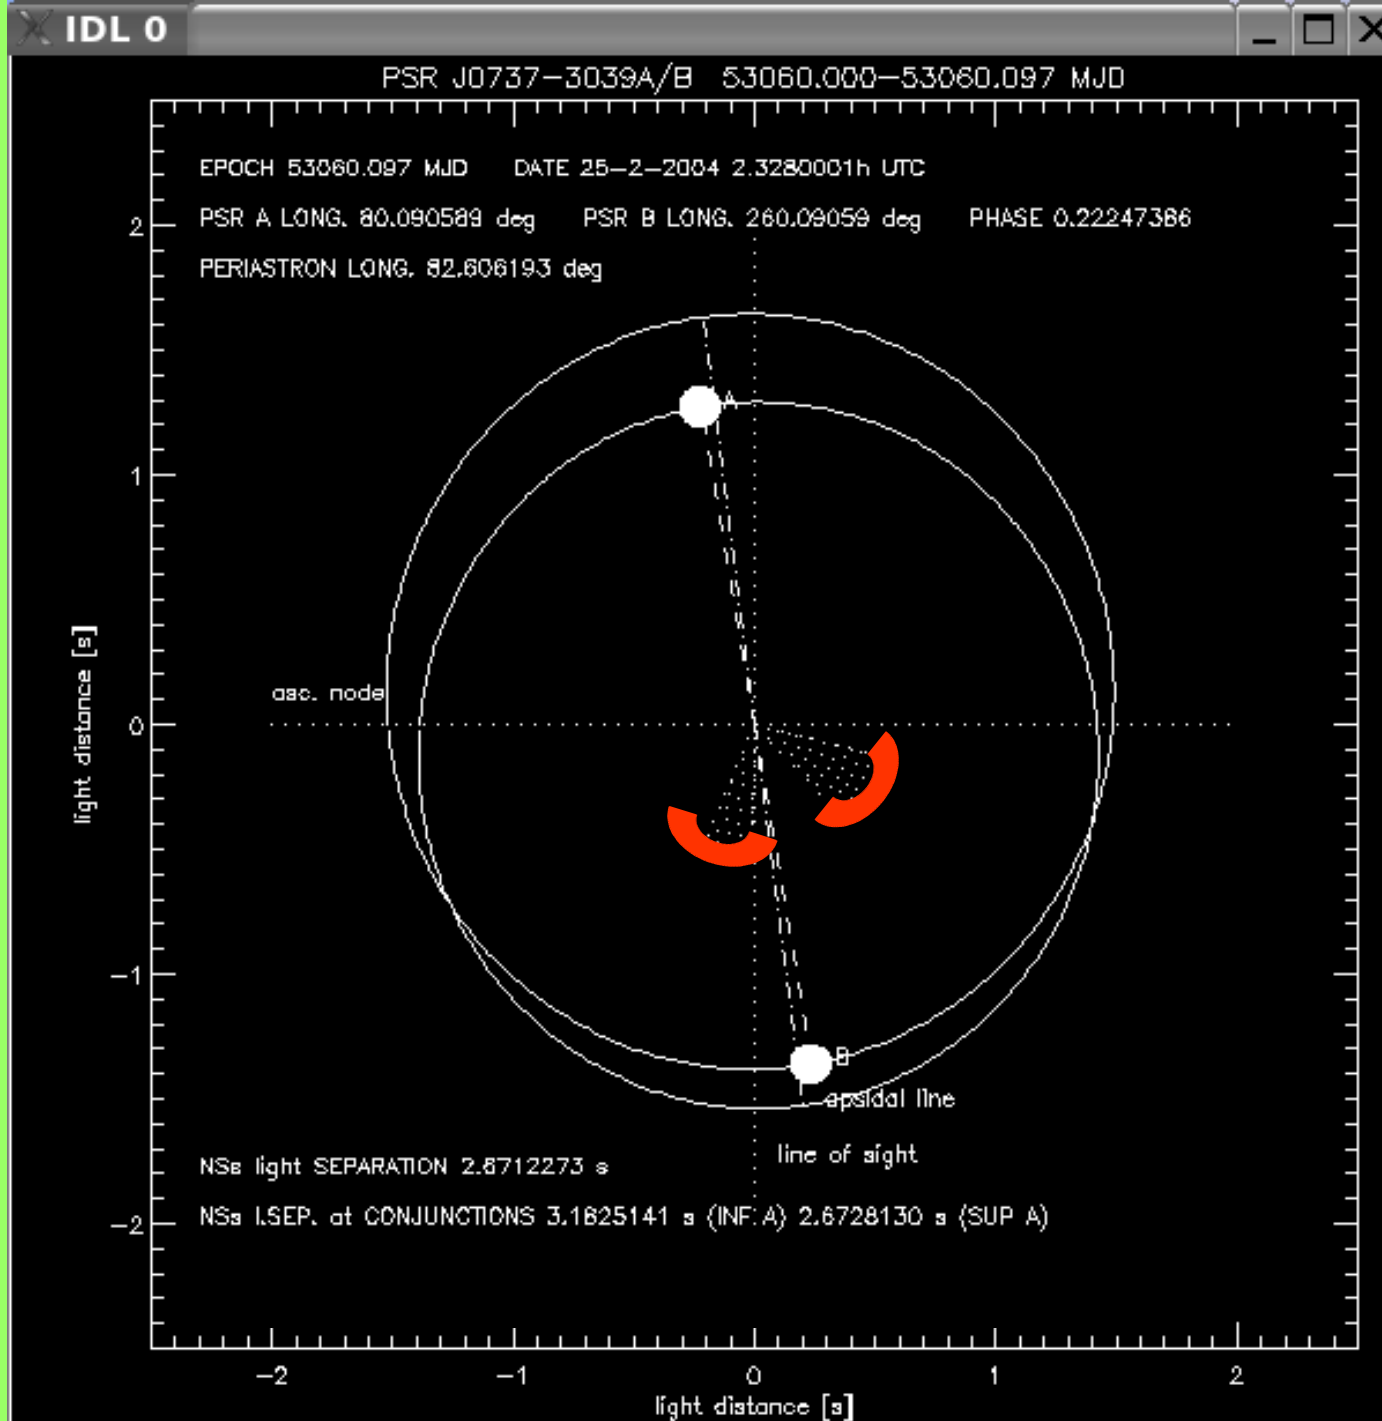 IDL 0
PSR J0737-3039A/B 53060.000-53060.097 MJD
EPOCH 53060.097 MJD DATE 25-2-2004 2.3280001h UTC
PSR A LONG. 80.090589 deg PSR B LONG. 260.09059 deg PHASE 0.22247386
PERIASTRON LONG. 82.606193 deg
A
asc. node
B
apsidal line
line of sight
NSs light SEPARATION 2.6712273 s
NSs l.SEP. at CONJUNCTIONS 3.1625141 s (INF. A) 2.6728130 s (SUP A)
2
1
0
-1
-2
light distance [s]
-2 -1 0 1 2
light distance [s]